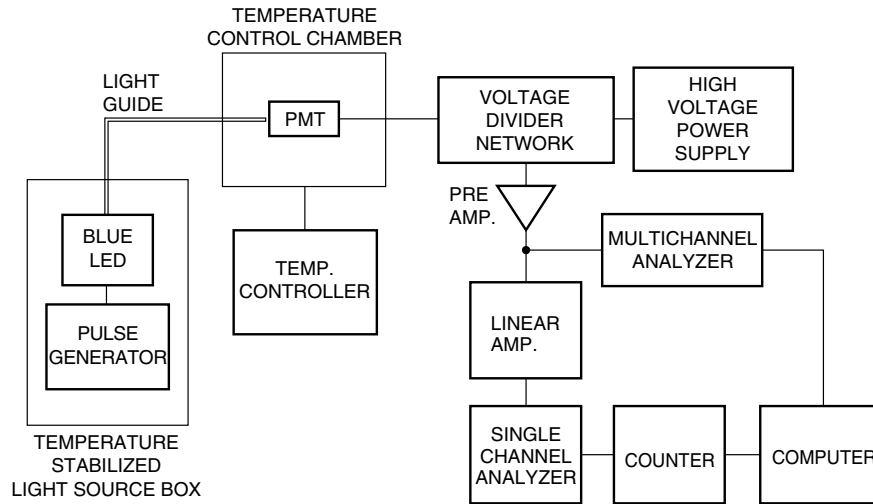 TEMPERATURE
CONTROL CHAMBER
LIGHT
GUIDE
PMT
VOLTAGE
DIVIDER
NETWORK
HIGH
VOLTAGE
POWER
SUPPLY
PRE
AMP.
BLUE
LED
TEMP.
CONTROLLER
MULTICHANNEL
ANALYZER
PULSE
GENERATOR
LINEAR
AMP.
TEMPERATURE
STABILIZED
LIGHT SOURCE BOX
SINGLE
CHANNEL
ANALYZER
COUNTER
COMPUTER